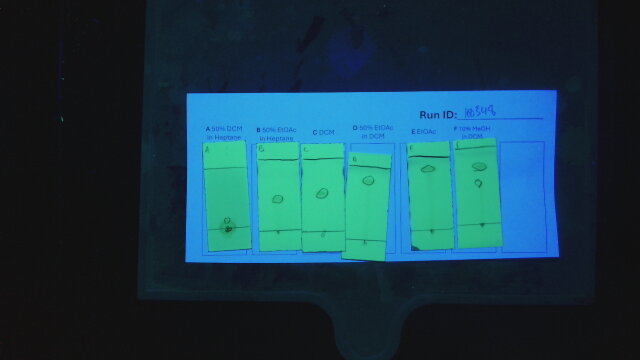 Run ID: 100348
A 50% DCM
in Heptane
B 50% EtOAc
in Heptane
C DCM
D 50% EtOAc
in DCM
E EtOAc
F 10% MeOH
in DCM
A
B
C
E